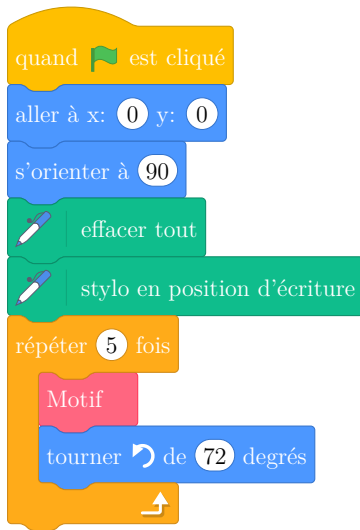 quand est cliqué
aller à x: 0 y: 0
s'orienter à 90
effacer tout
stylo en position d'écriture
répéter 5 fois
Motif
tourner de 72 degrés